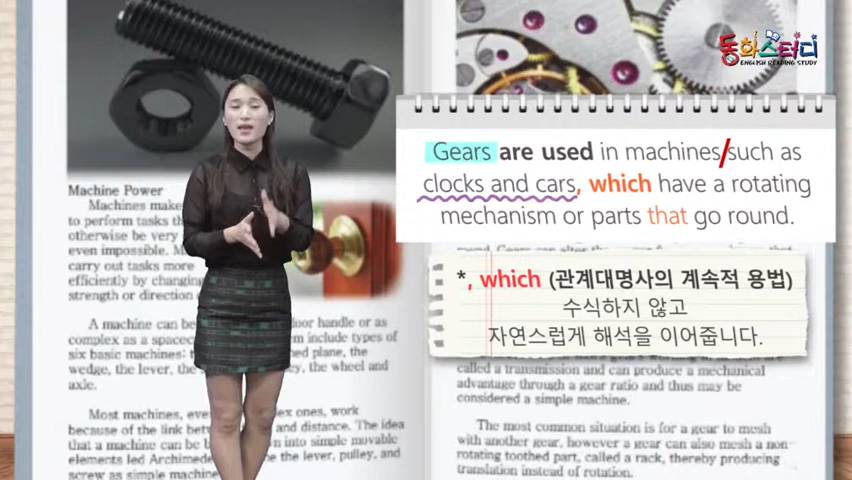 동화스터디
ENGLISH READING STUDY
Gears are used in machines/such as
clocks and cars, which have a rotating
mechanism or parts that go round.
*, which (관계대명사의 계속적 용법)
수식하지 않고
자연스럽게 해석을 이어줍니다.
Machine Power
Machines make
to perform tasks th
otherwise be very
even impossible. M
carry out tasks more
efficiently by changing
strength or direction
A machine can be
door handle or as
complex as a spacec
m include types of
six basic machines: t
ned plane, the
wedge, the lever, the
y, the wheel and
axle.
Most machines, eve
ex ones, work
because of the link betw
and distance. The idea
that a machine can be b
n into simple movable
elements led Archimede
e the lever, pulley, and
screw as simple machine
called a transmission and can produce a mechanical
advantage through a gear ratio and thus may be
considered a simple machine.
The most common situation is for a gear to mesh
with another gear, however a gear can also mesh a non-
rotating toothed part, called a rack, thereby producing
translation instead of rotation.